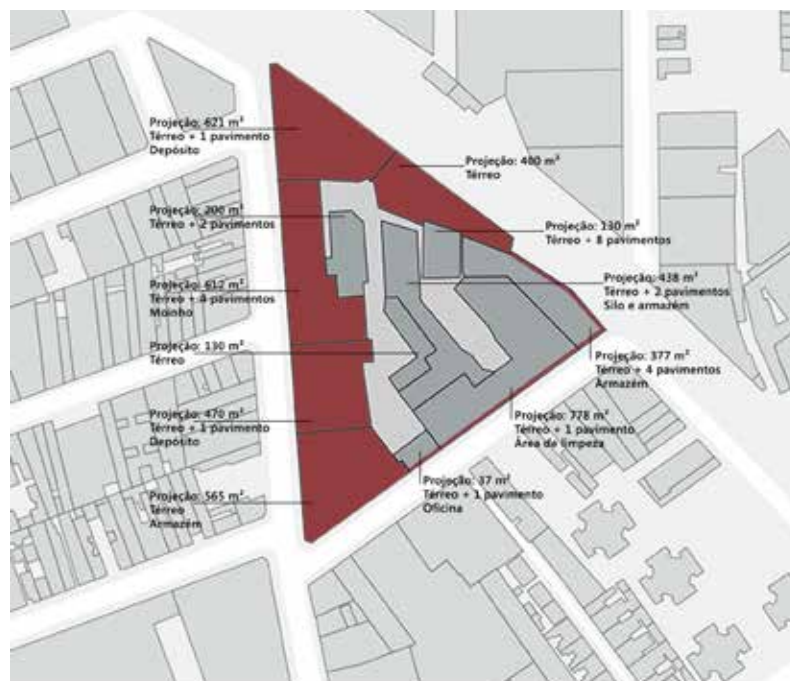 Projeção: 621 m²
Térreo + 1 pavimento
Depósito
Projeção: 400 m²
Térreo
Projeção: 200 m²
Térreo + 2 pavimentos
Projeção: 130 m²
Térreo + 8 pavimentos
Projeção: 612 m²
Térreo + 4 pavimentos
Moinho
Projeção: 438 m²
Térreo + 2 pavimentos
Silo e armazém
Projeção: 130 m²
Térreo
Projeção: 377 m²
Térreo + 4 pavimentos
Armazém
Projeção: 470 m²
Térreo + 1 pavimento
Depósito
Projeção: 778 m²
Térreo + 1 pavimento
Área de limpeza
Projeção: 565 m²
Térreo
Armazém
Projeção: 37 m²
Térreo + 1 pavimento
Oficina